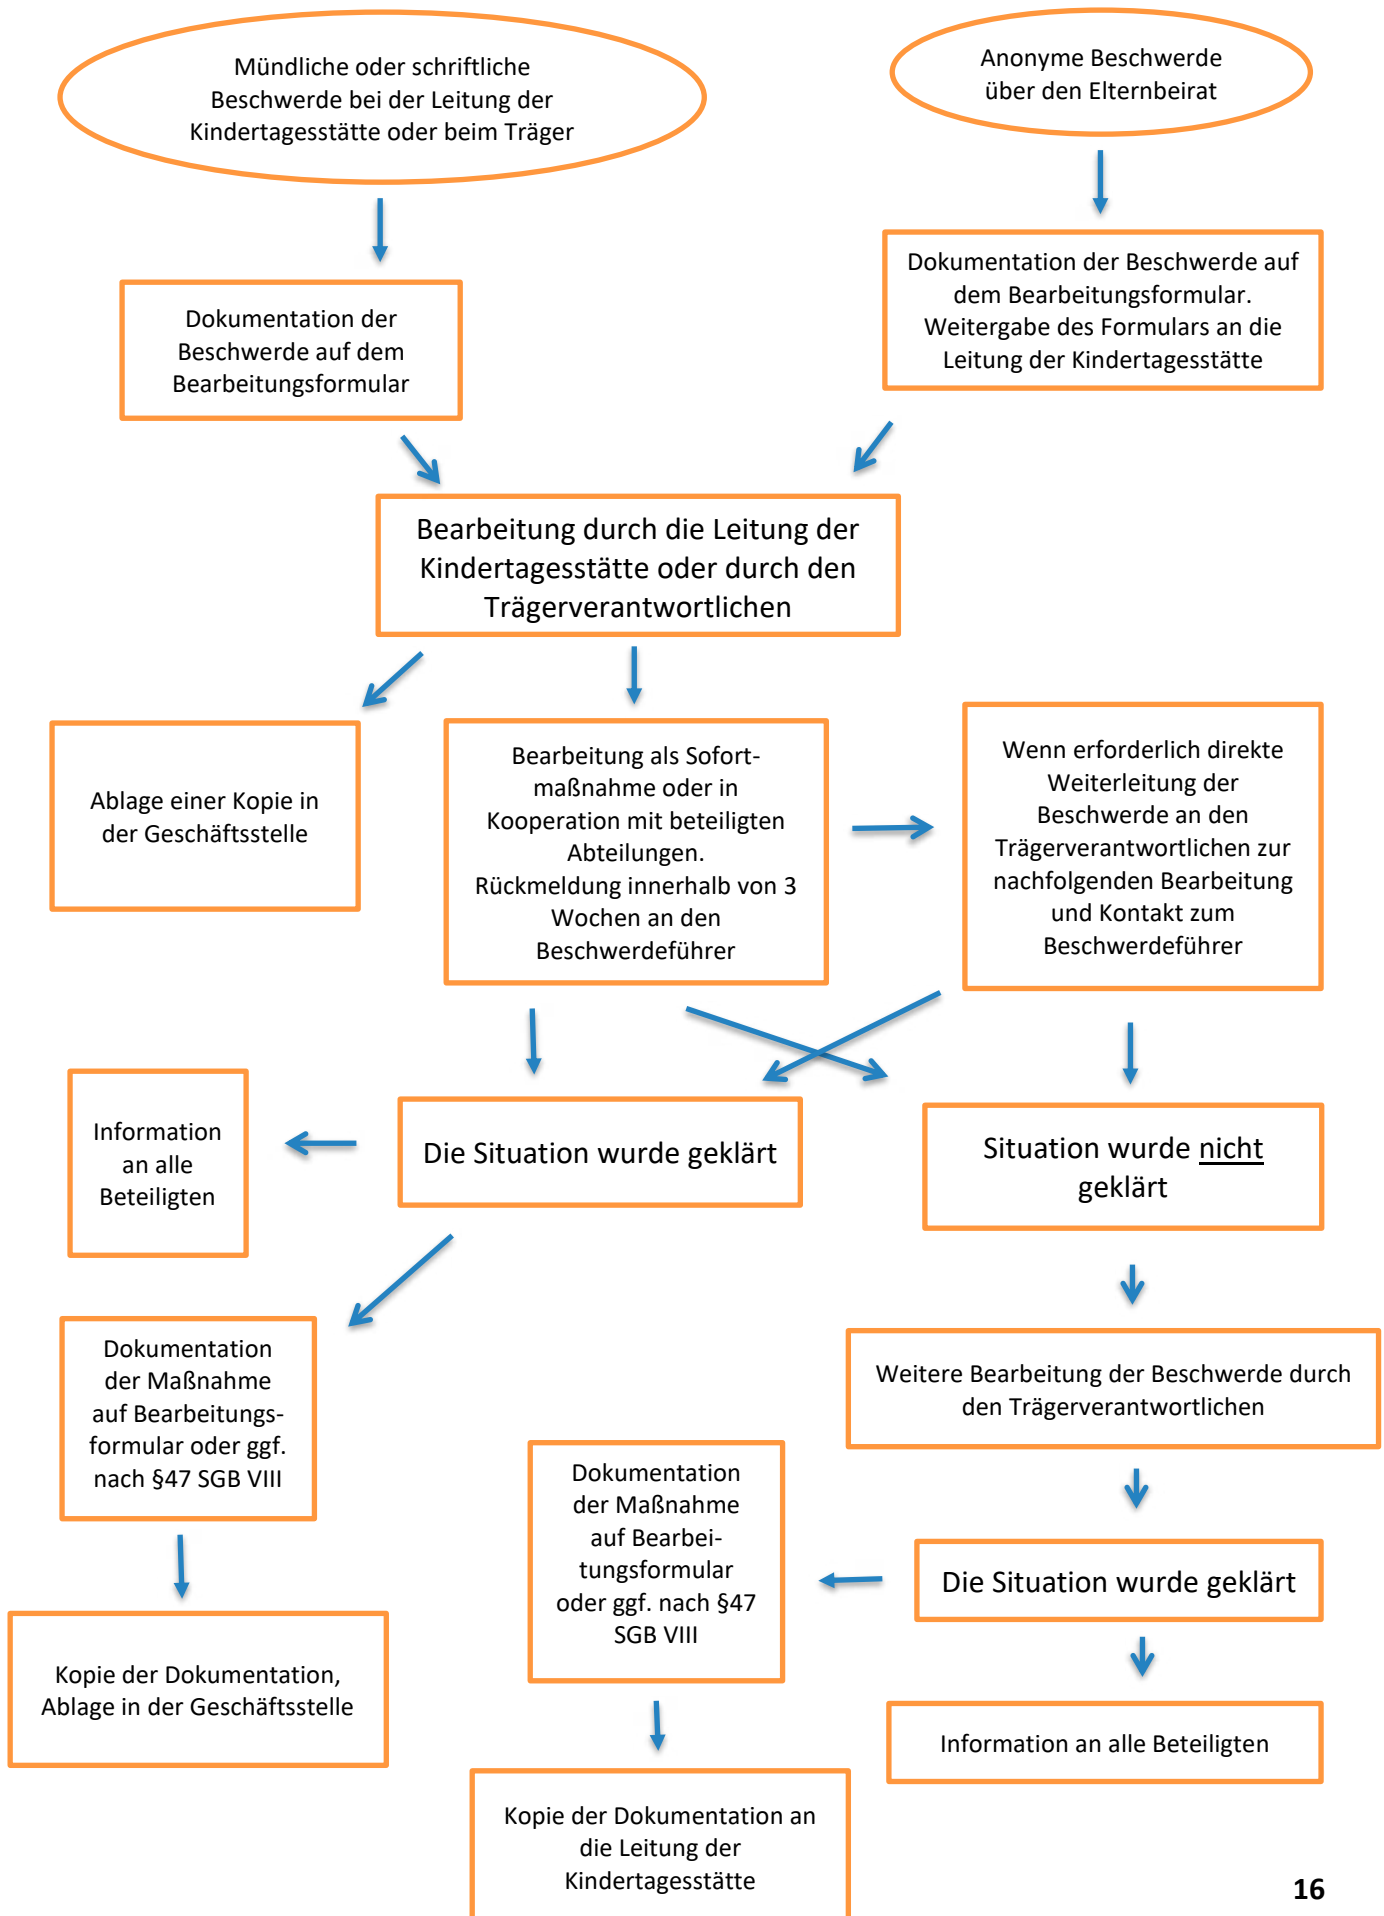 Mündliche oder schriftliche
Beschwerde bei der Leitung der
Kindertagesstätte oder beim Träger
Anonyme Beschwerde
über den Elternbeirat
Dokumentation der
Beschwerde auf dem
Bearbeitungsformular
Dokumentation der Beschwerde auf
dem Bearbeitungsformular.
Weitergabe des Formulars an die
Leitung der Kindertagesstätte
Bearbeitung durch die Leitung der
Kindertagesstätte oder durch den
Trägerverantwortlichen
Ablage einer Kopie in
der Geschäftsstelle
Bearbeitung als Sofort-
maßnahme oder in
Kooperation mit beteiligten
Abteilungen.
Rückmeldung innerhalb von 3
Wochen an den
Beschwerdeführer
Wenn erforderlich direkte
Weiterleitung der
Beschwerde an den
Trägerverantwortlichen zur
nachfolgenden Bearbeitung
und Kontakt zum
Beschwerdeführer
Information
an alle
Beteiligten
Die Situation wurde geklärt
Situation wurde nicht
geklärt
Dokumentation
der Maßnahme
auf Bearbeitungs-
formular oder ggf.
nach §47 SGB VIII
Weitere Bearbeitung der Beschwerde durch
den Trägerverantwortlichen
Dokumentation
der Maßnahme
auf Bearbei-
tungsformular
oder ggf. nach §47
SGB VIII
Die Situation wurde geklärt
Kopie der Dokumentation,
Ablage in der Geschäftsstelle
Information an alle Beteiligten
Kopie der Dokumentation an
die Leitung der
Kindertagesstätte
16